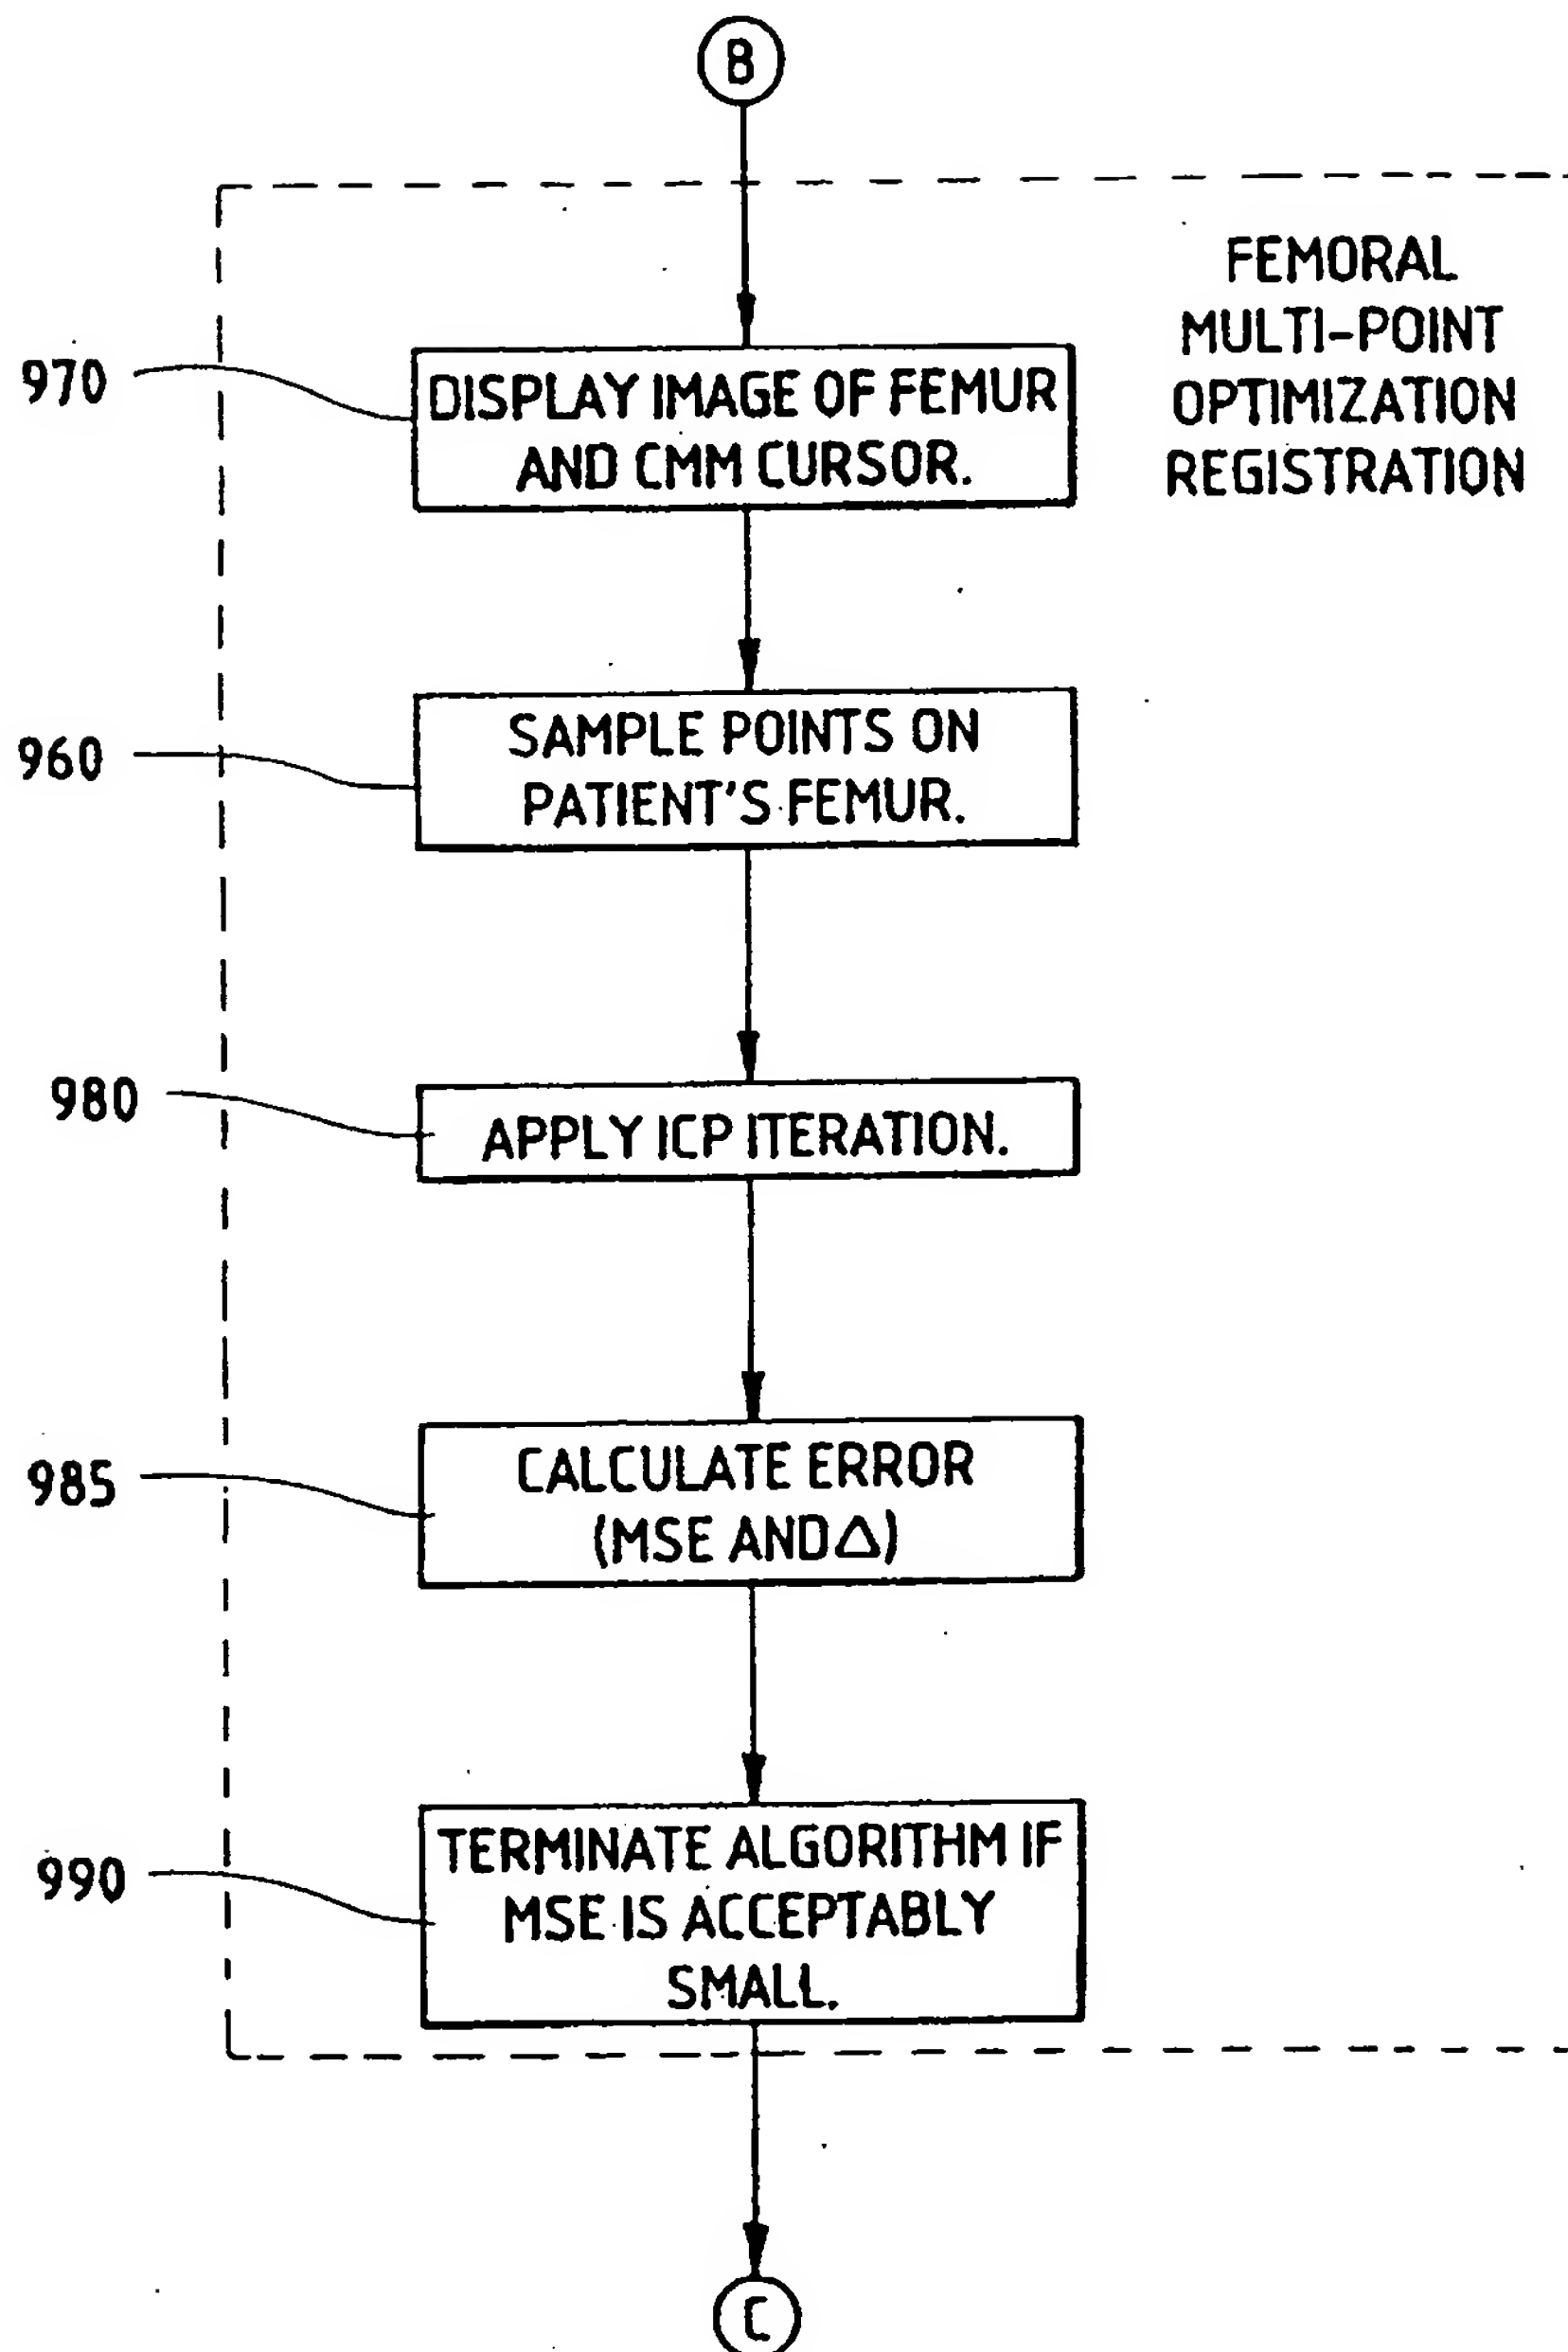 B
FEMORAL
MULTI-POINT
OPTIMIZATION
REGISTRATION
970
DISPLAY IMAGE OF FEMUR
AND CMM CURSOR.
960
SAMPLE POINTS ON
PATIENT'S FEMUR.
980
APPLY ICP ITERATION.
985
CALCULATE ERROR
(MSE AND Δ)
990
TERMINATE ALGORITHM IF
MSE IS ACCEPTABLY
SMALL.
C